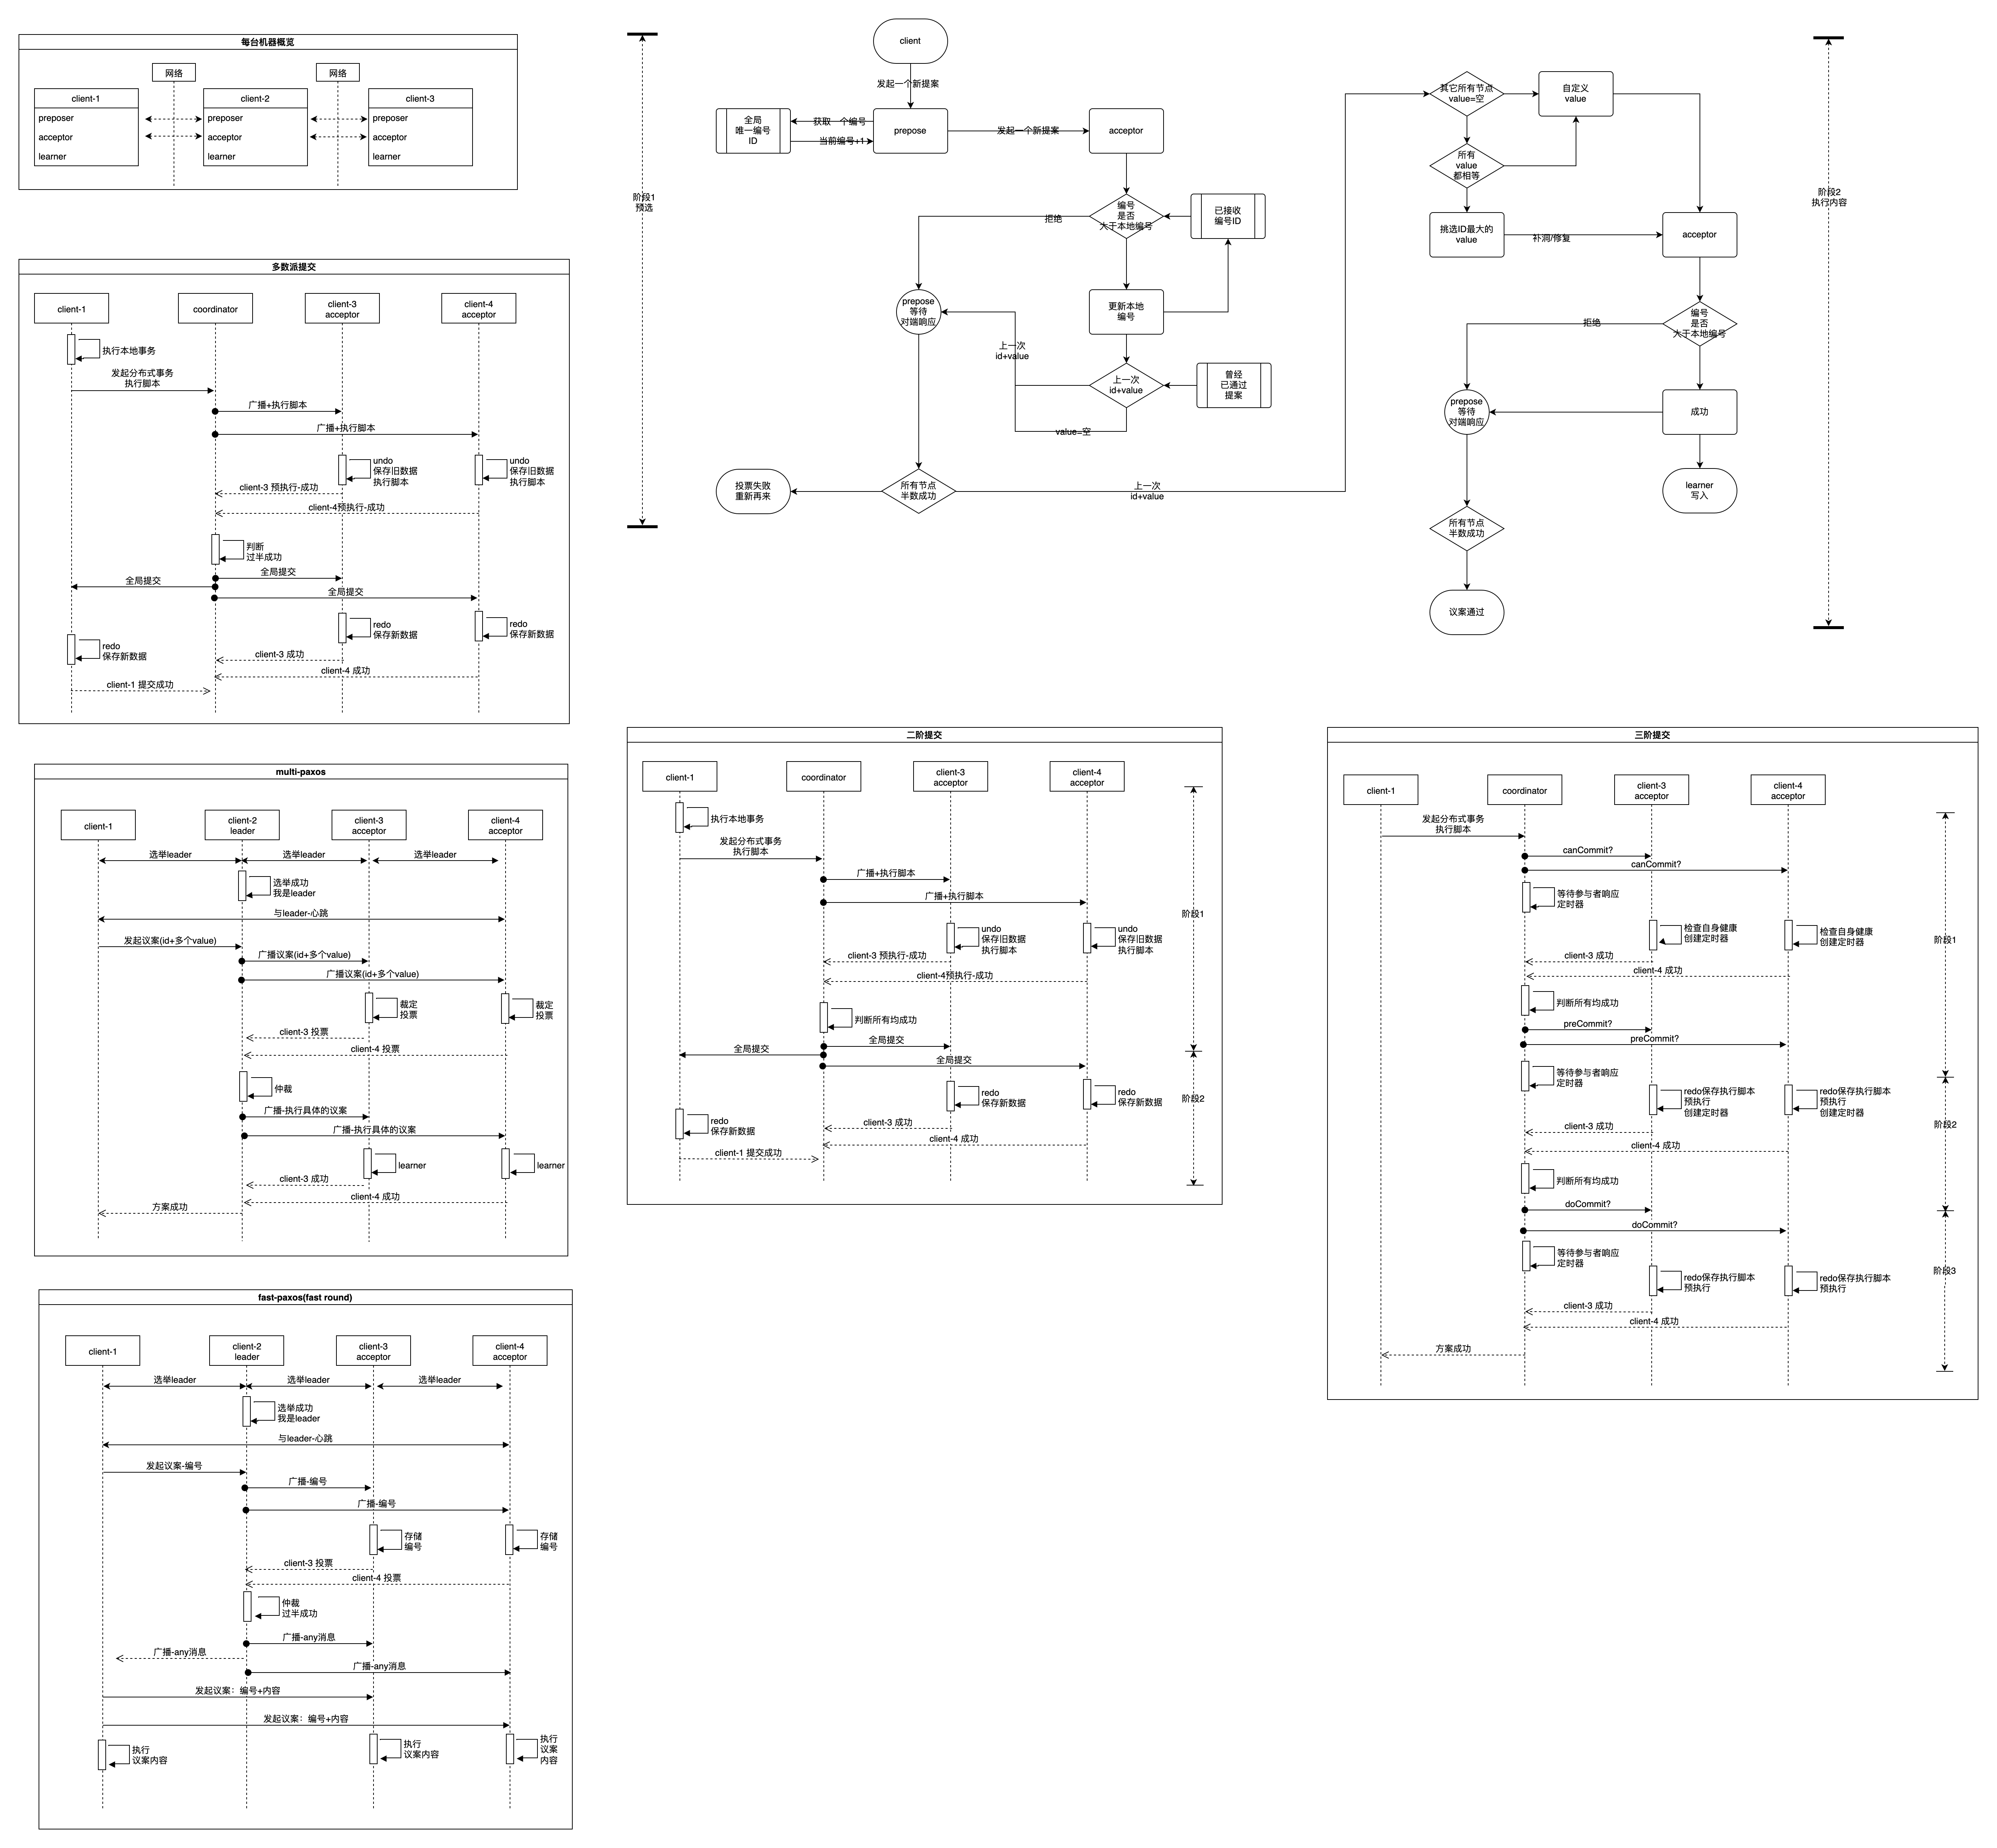 每台机器概览
网络
网络
client-1
client-2
client-3
preposer
preposer
preposer
acceptor
acceptor
acceptor
learner
learner
learner
多数派提交
client-1
coordinator
client-3
acceptor
client-4
acceptor
执行本地事务
发起分布式事务
执行脚本
广播+执行脚本
广播+执行脚本
undo
保存旧数据
执行脚本
undo
保存旧数据
执行脚本
client-3 预执行-成功
client-4预执行-成功
判断
过半成功
全局提交
全局提交
全局提交
redo
保存新数据
redo
保存新数据
redo
保存新数据
client-3 成功
client-4 成功
client-1 提交成功
multi-paxos
client-1
client-2
leader
client-3
acceptor
client-4
acceptor
选举leader
选举leader
选举leader
选举成功
我是leader
与leader-心跳
发起议案(id+多个value)
广播议案(id+多个value)
广播议案(id+多个value)
裁定
投票
裁定
投票
client-3 投票
client-4 投票
仲裁
广播-执行具体的议案
广播-执行具体的议案
learner
learner
client-3 成功
client-4 成功
方案成功
fast-paxos(fast round)
client-1
client-2
leader
client-3
acceptor
client-4
acceptor
选举leader
选举leader
选举leader
选举成功
我是leader
与leader-心跳
发起议案-编号
广播-编号
广播-编号
存储
编号
存储
编号
client-3 投票
client-4 投票
仲裁
过半成功
广播-any消息
广播-any消息
广播-any消息
发起议案：编号+内容
发起议案：编号+内容
执行
议案内容
执行
议案内容
执行
议案
内容
阶段1
预选
client
发起一个新提案
全局
唯一编号
ID
获取一个编号
当前编号+1
prepose
发起一个新提案
acceptor
编号
是否
大于本地编号
拒绝
已接收
编号ID
prepose
等待
对端响应
更新本地
编号
上一次
id+value
上一次
id+value
曾经
已通过
提案
value=空
投票失败
重新再来
所有节点
半数成功
上一次
id+value
其它所有节点
value=空
自定义
value
所有
value
都相等
挑选ID最大的
value
补洞/修复
acceptor
编号
是否
大于本地编号
拒绝
prepose
等待
对端响应
成功
learner
写入
所有节点
半数成功
议案通过
阶段2
执行内容
二阶提交
client-1
coordinator
client-3
acceptor
client-4
acceptor
执行本地事务
发起分布式事务
执行脚本
广播+执行脚本
广播+执行脚本
阶段1
undo
保存旧数据
执行脚本
undo
保存旧数据
执行脚本
client-3 预执行-成功
client-4预执行-成功
判断所有均成功
全局提交
全局提交
全局提交
阶段2
redo
保存新数据
redo
保存新数据
redo
保存新数据
client-3 成功
client-4 成功
client-1 提交成功
三阶提交
client-1
coordinator
client-3
acceptor
client-4
acceptor
发起分布式事务
执行脚本
canCommit?
canCommit?
等待参与者响应
定时器
检查自身健康
创建定时器
检查自身健康
创建定时器
阶段1
client-3 成功
client-4 成功
判断所有均成功
preCommit?
preCommit?
等待参与者响应
定时器
redo保存执行脚本
预执行
创建定时器
redo保存执行脚本
预执行
创建定时器
阶段2
client-3 成功
client-4 成功
判断所有均成功
doCommit?
doCommit?
等待参与者响应
定时器
阶段3
redo保存执行脚本
预执行
redo保存执行脚本
预执行
client-3 成功
client-4 成功
方案成功